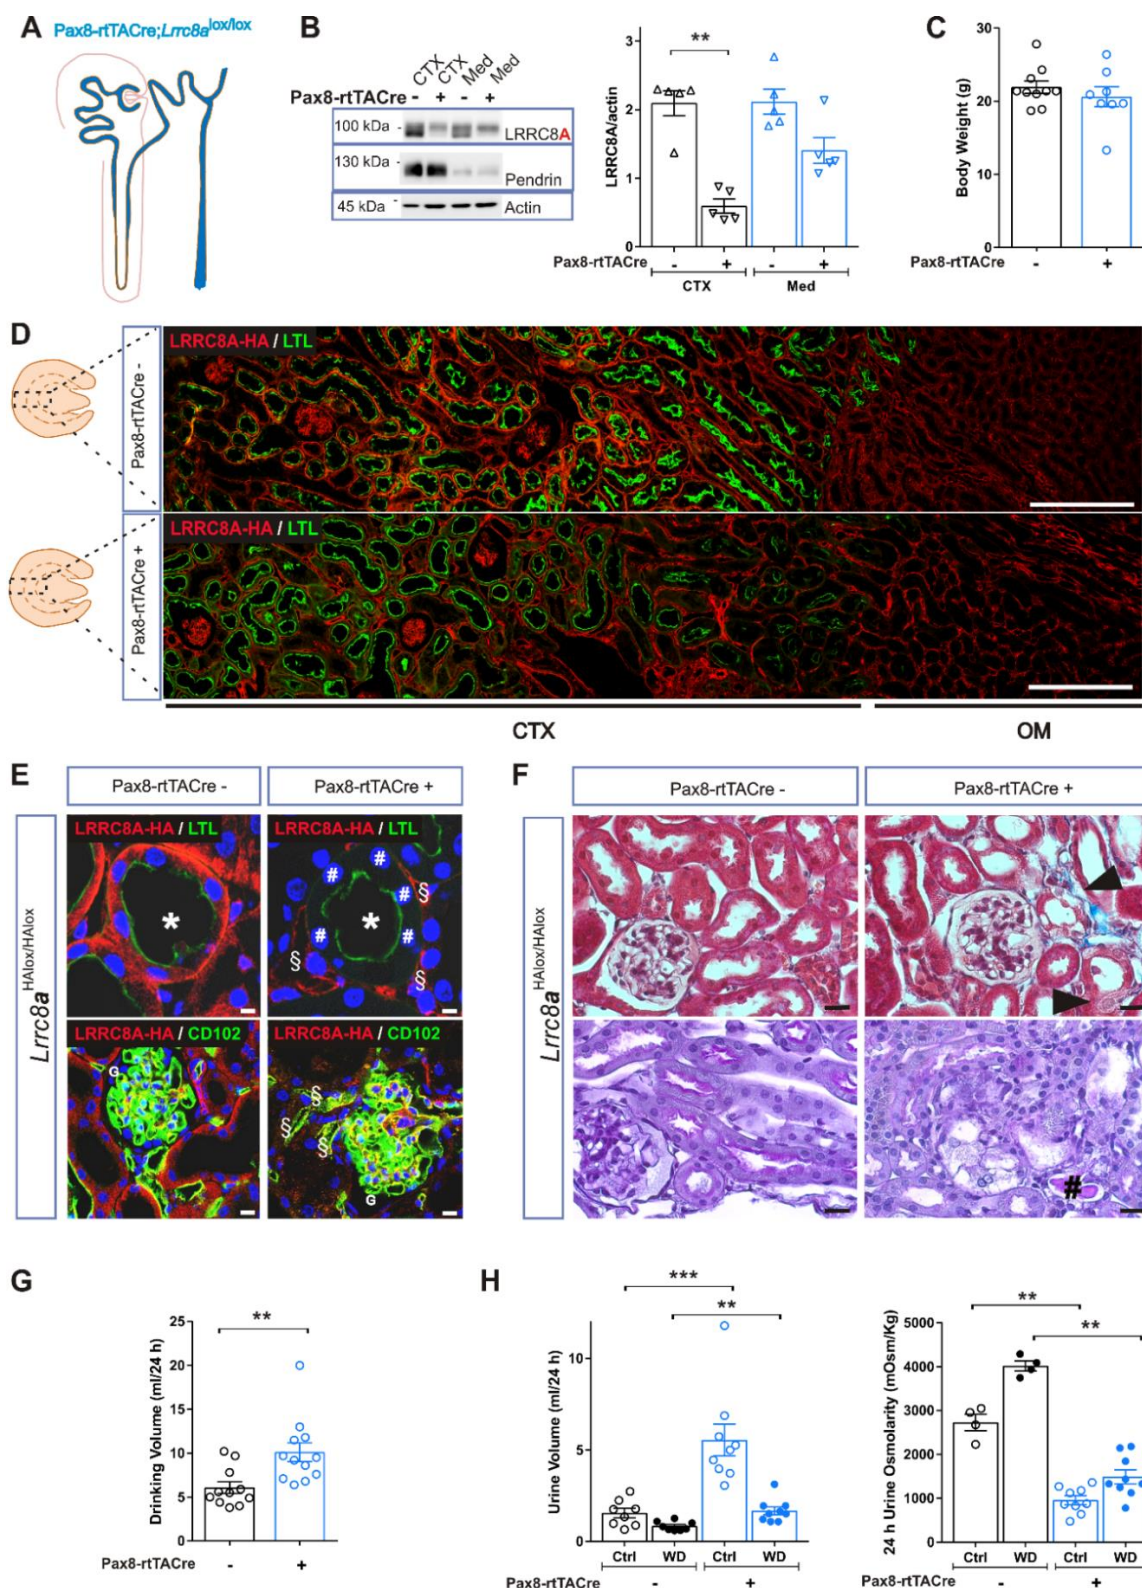 A
Pax8-rtTACre;Lrrc8a lox/lox
B
CTX CTX Med Med
Pax8-rtTACre - + - +
100 kDa LRRC8A
130 kDa Pendrin
45 kDa Actin
LRRC8A/actin
3
2
1
0
**
Pax8-rtTACre - + - +
CTX Med
C
Body Weight (g)
30
20
10
0
Pax8-rtTACre - +
D
Pax8-rtTACre -
LRRC8A-HA / LTL
Pax8-rtTACre +
LRRC8A-HA / LTL
CTX OM
E
Pax8-rtTACre - Pax8-rtTACre +
Lrrc8a HAlox/HAlox
LRRC8A-HA / LTL LRRC8A-HA / LTL
* # # # # * § § §
LRRC8A-HA / CD102 LRRC8A-HA / CD102
G § § § G
F
Pax8-rtTACre - Pax8-rtTACre +
Lrrc8a HAlox/HAlox
#
G
Drinking Volume (ml/24 h)
25
20
15
10
5
0
**
Pax8-rtTACre - +
H
Urine Volume (ml/24 h)
10
5
0
***
**
Ctrl WD Ctrl WD
Pax8-rtTACre - +
24 h Urine Osmolarity (mOsm/Kg)
5000
4000
3000
2000
1000
0
**
**
Ctrl WD Ctrl WD
Pax8-rtTACre - +